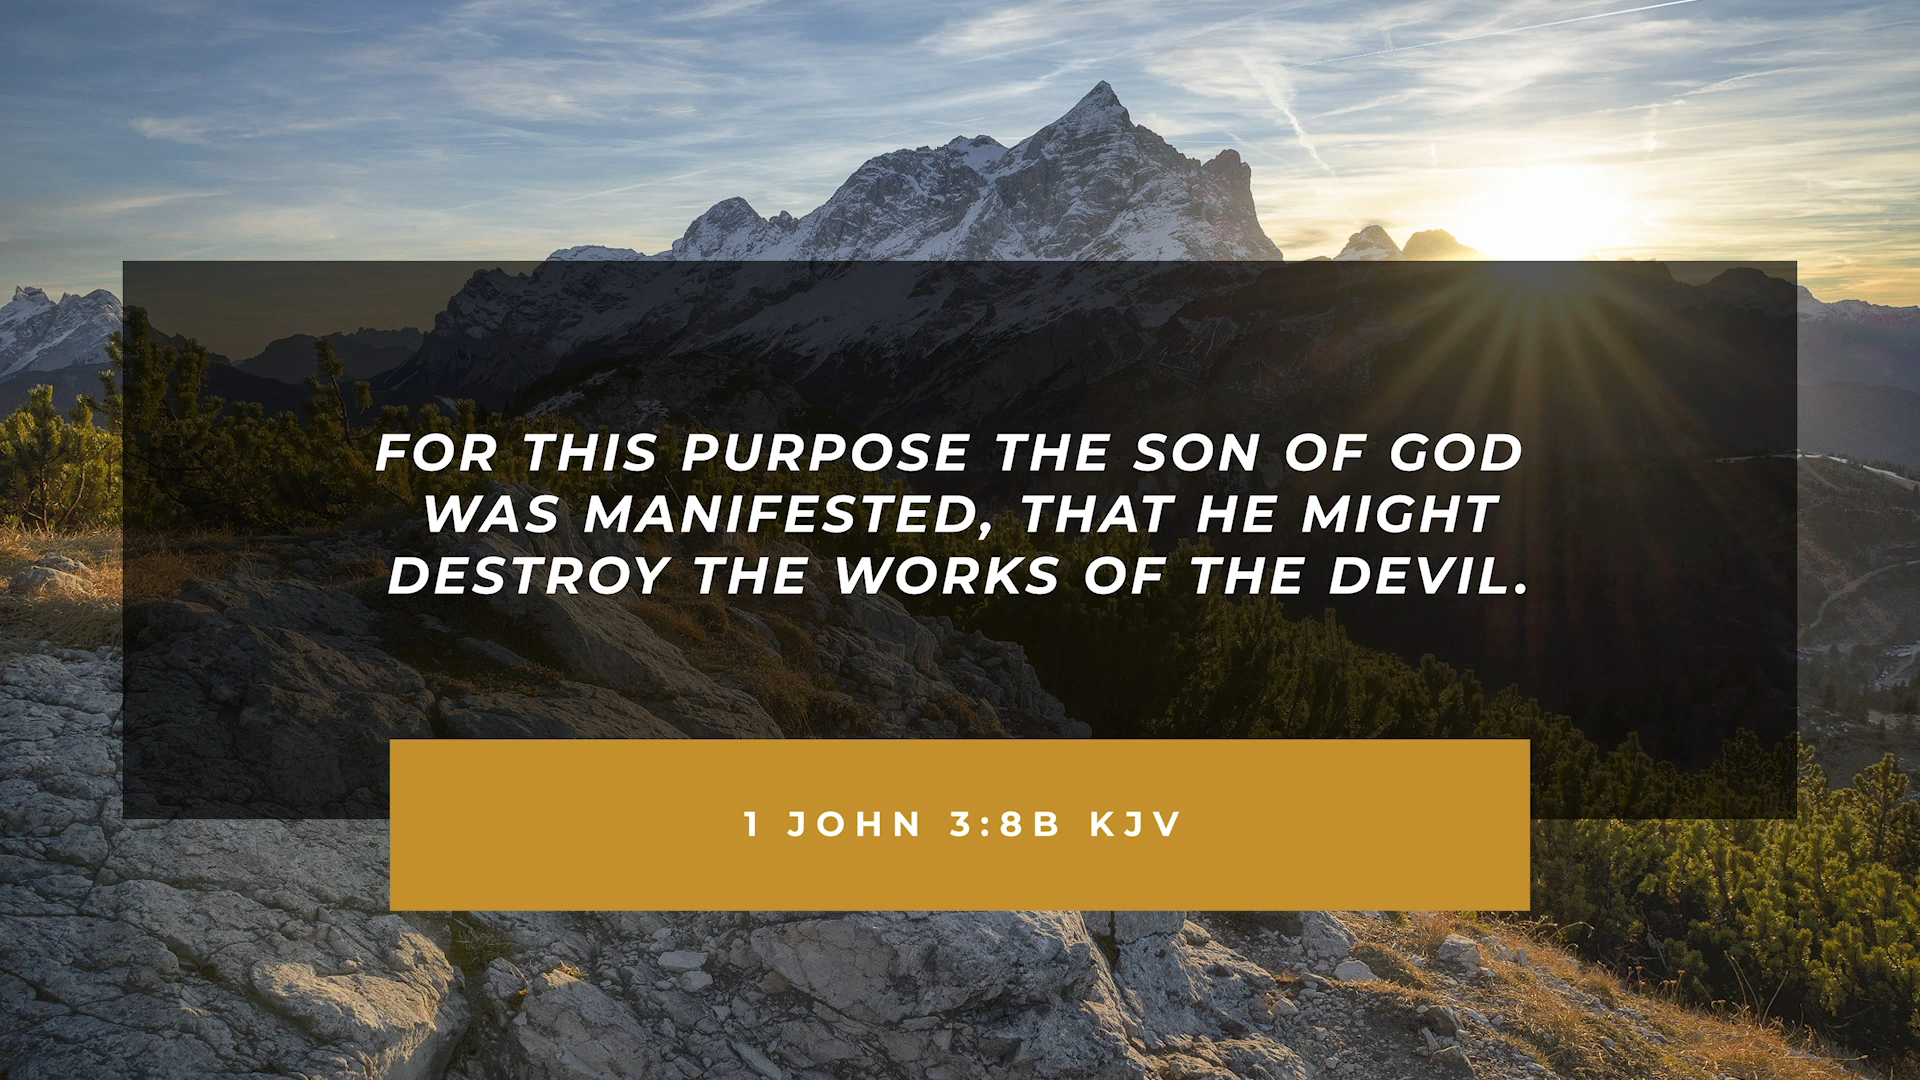 FOR THIS PURPOSE THE SON OF GOD
WAS MANIFESTED, THAT HE MIGHT
DESTROY THE WORKS OF THE DEVIL.
1 JOHN 3:8B KJV